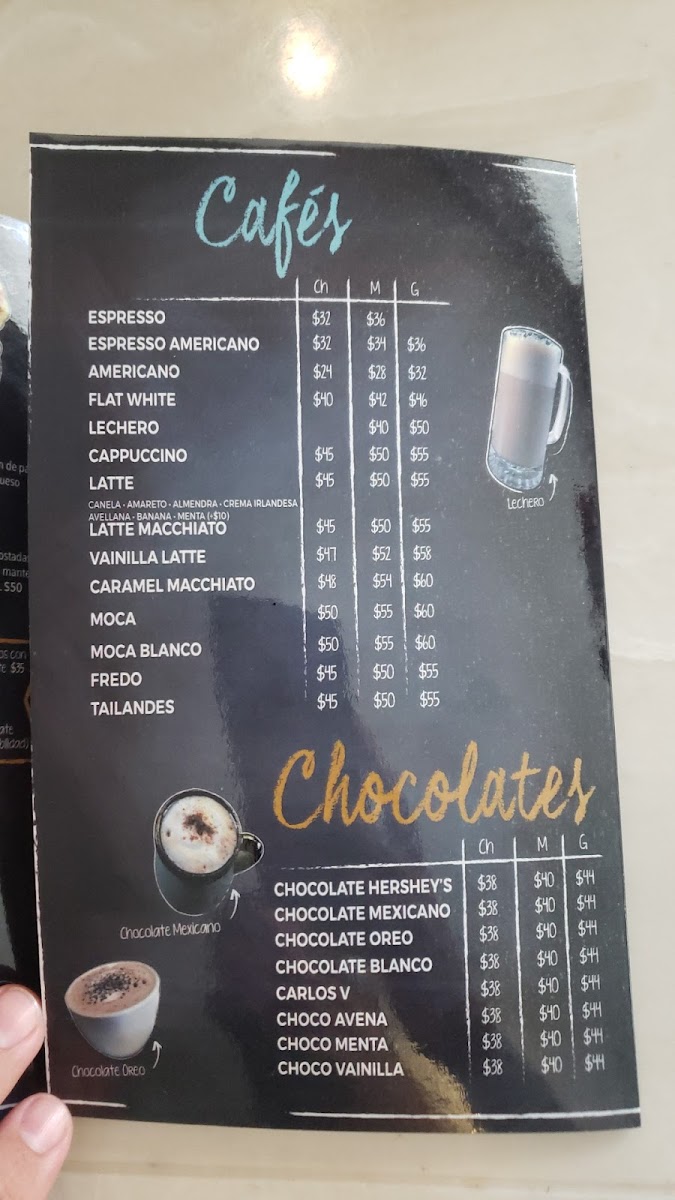 Cafés
Ch M G
ESPRESSO $32 $36
ESPRESSO AMERICANO $32 $34 $36
AMERICANO $24 $28 $32
FLAT WHITE $40 $42 $46
LECHERO $40 $50
CAPPUCCINO $45 $50 $55
LATTE $45 $50 $55
CANELA • AMARETO • ALMENDRA • CREMA IRLANDESA
AVELLANA • BANANA • MENTA (+$10)
LATTE MACCHIATO $45 $50 $55
VAINILLA LATTE $47 $52 $58
CARAMEL MACCHIATO $48 $54 $60
MOCA $50 $55 $60
MOCA BLANCO $50 $55 $60
FREDO $45 $50 $55
TAILANDES $45 $50 $55
Lechero
Chocolates
Ch M G
CHOCOLATE HERSHEY'S $38 $40 $44
CHOCOLATE MEXICANO $38 $40 $44
CHOCOLATE OREO $38 $40 $44
CHOCOLATE BLANCO $38 $40 $44
CARLOS V $38 $40 $44
CHOCO AVENA $38 $40 $44
CHOCO MENTA $38 $40 $44
CHOCO VAINILLA $38 $40 $44
Chocolate Mexicano
Chocolate Oreo
$50
con
$35